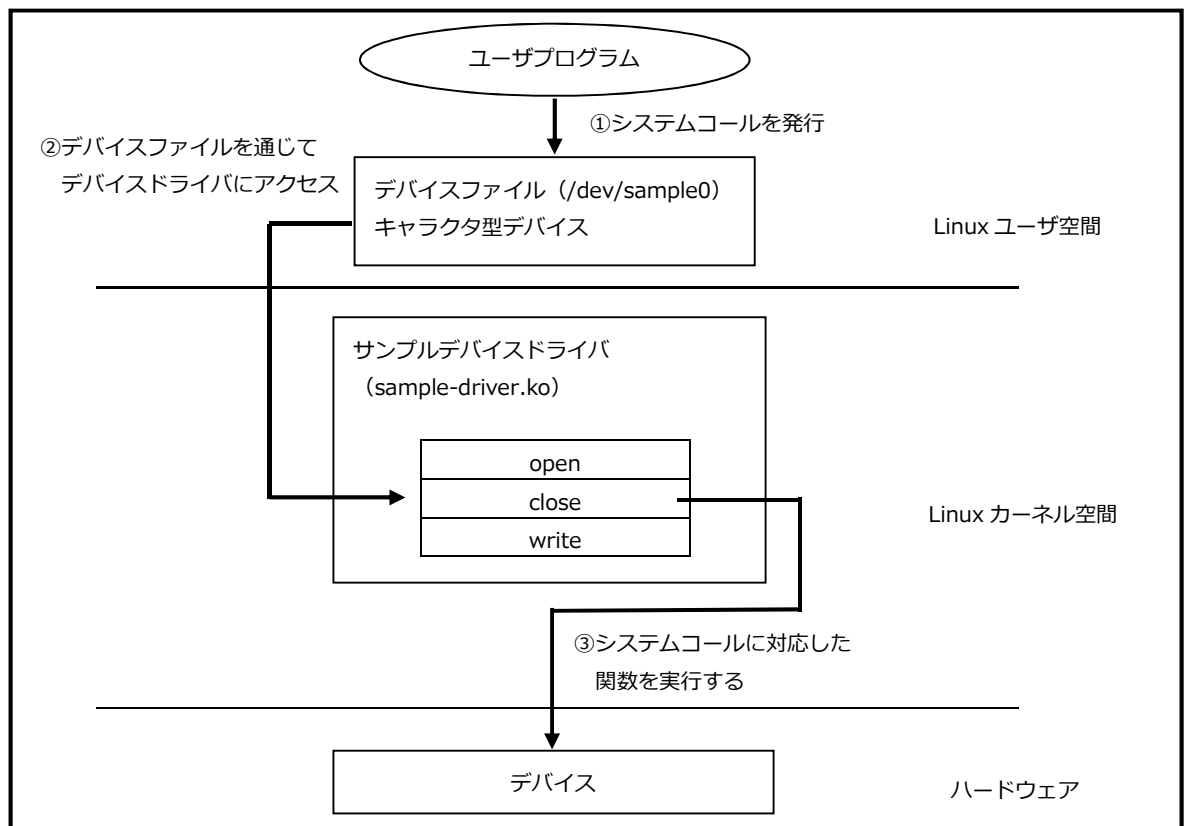 ユーザプログラム
①システムコールを発行
②デバイスファイルを通じて
デバイスドライバにアクセス
デバイスファイル（/dev/sample0）
キャラクタ型デバイス
Linux ユーザ空間
サンプルデバイスドライバ
（sample-driver.ko）
open
close
write
Linux カーネル空間
③システムコールに対応した
関数を実行する
デバイス
ハードウェア